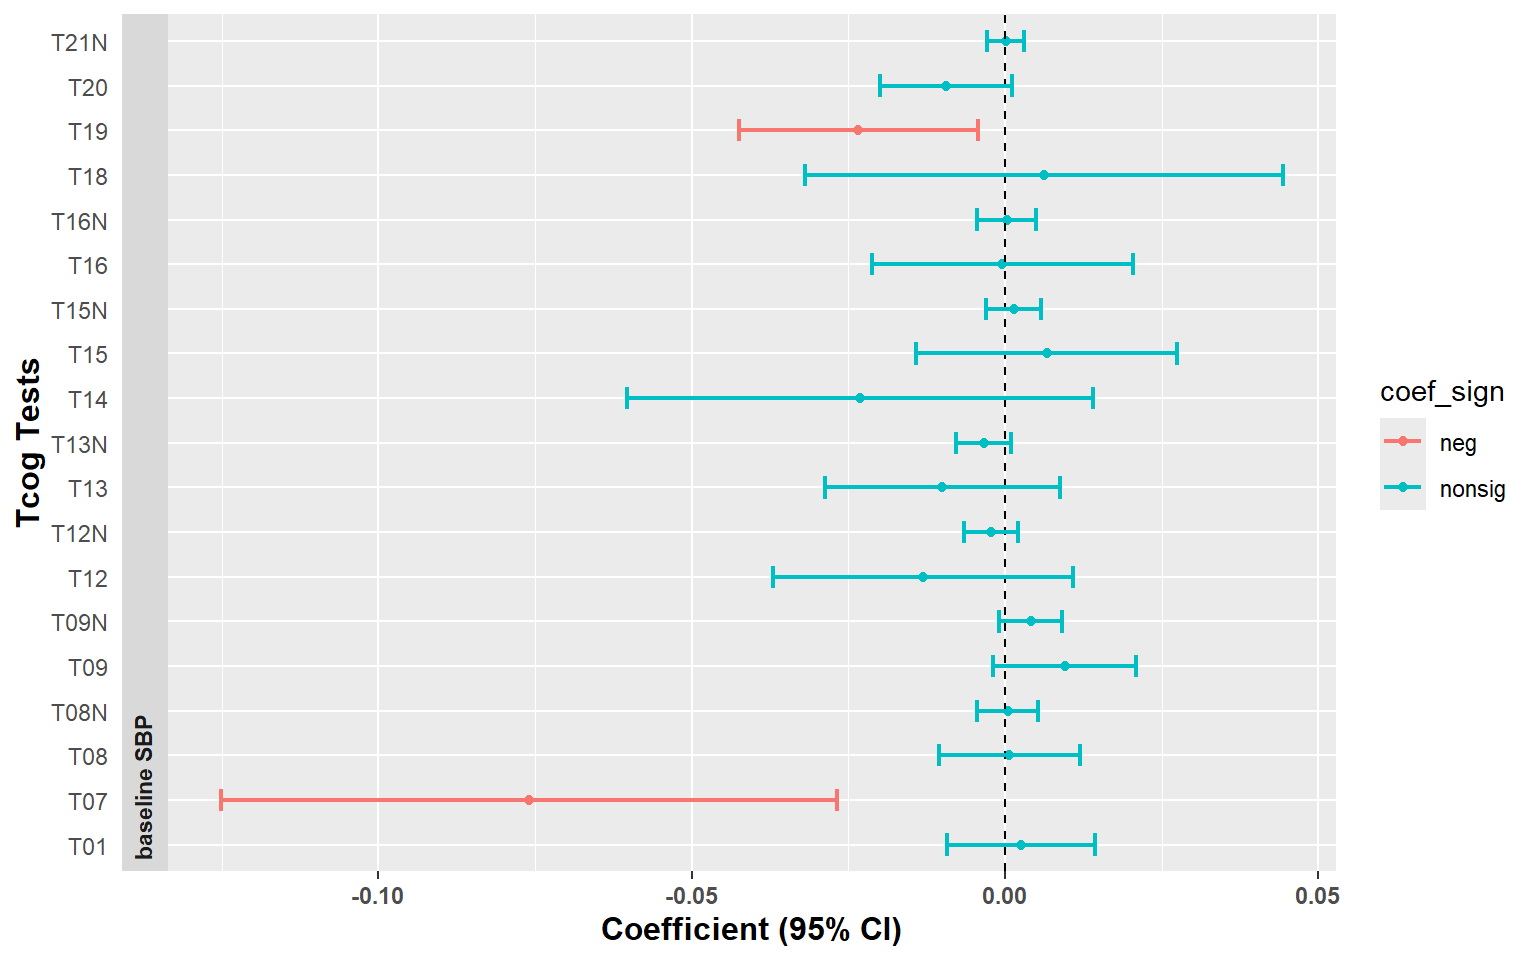 Tcog Tests
T21N
T20
T19
T18
T16N
T16
T15N
T15
T14
T13N
T13
T12N
T12
T09N
T09
T08N
T08
T07
T01
baseline SBP
-0.10
-0.05
0.00
0.05
Coefficient (95% CI)
coef_sign
neg
nonsig